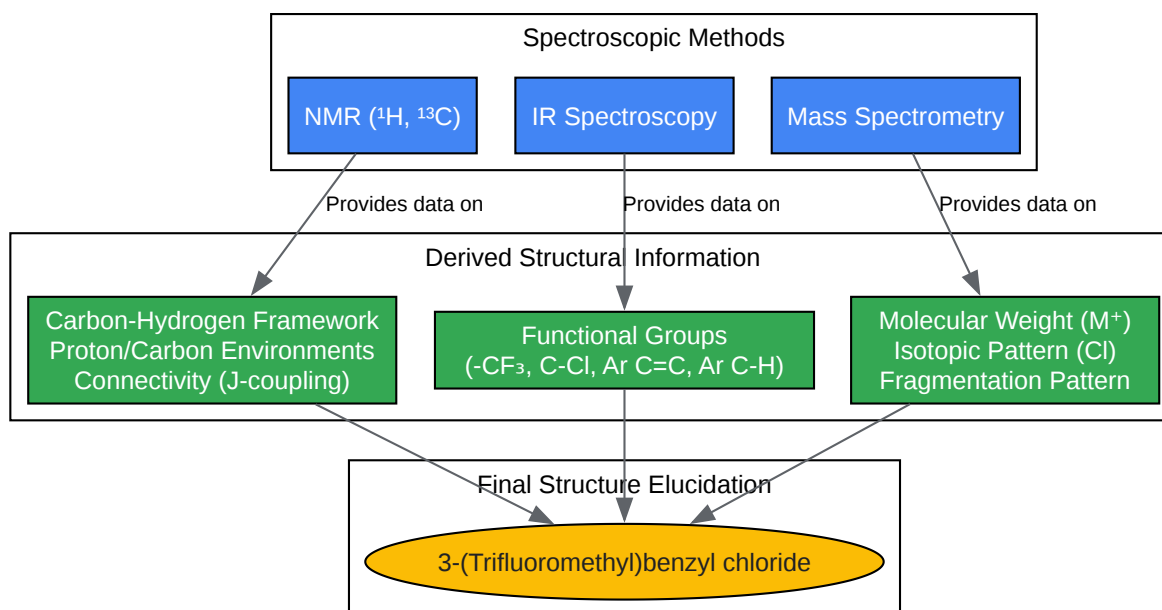 Spectroscopic Methods
NMR (¹H, ¹³C)
IR Spectroscopy
Mass Spectrometry
Provides data on
Provides data on
Provides data on
Derived Structural Information
Carbon-Hydrogen Framework
Proton/Carbon Environments
Connectivity (J-coupling)
Functional Groups
(-CF₃, C-Cl, Ar C=C, Ar C-H)
Molecular Weight (M⁺)
Isotopic Pattern (Cl)
Fragmentation Pattern
Final Structure Elucidation
3-(Trifluoromethyl)benzyl chloride